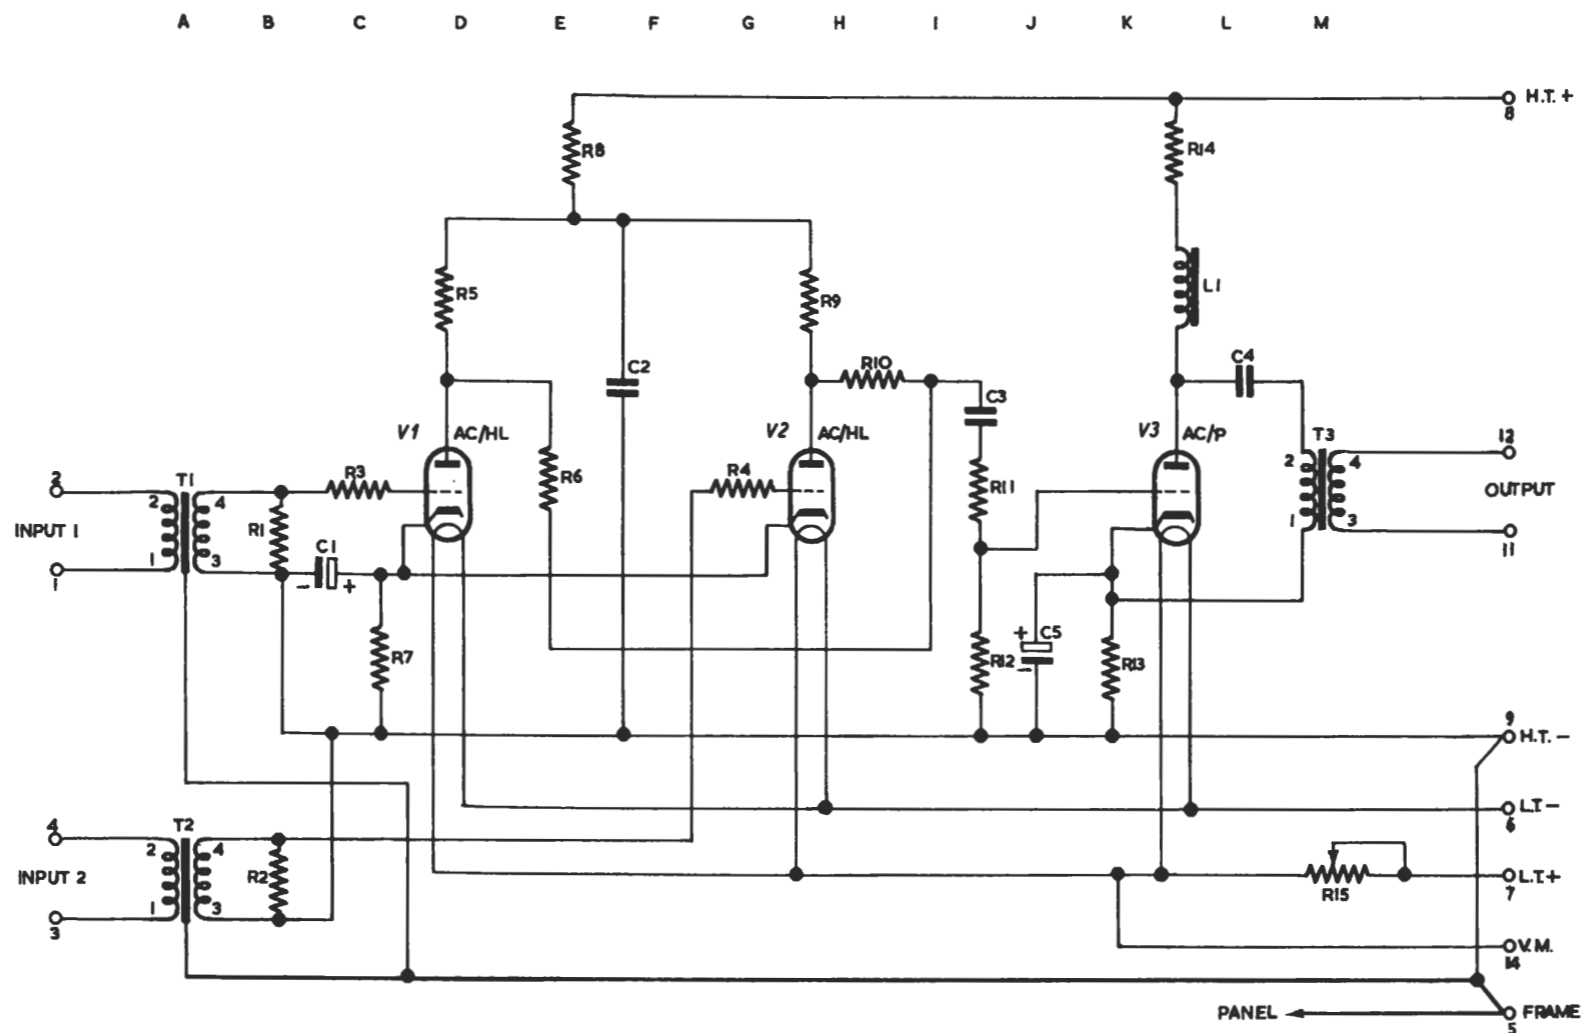 A B C D E F G H I J K L M
H.T.+
8
R8
R14
R5
R9
L1
C2
R10
C4
C3
V1 AC/HL
V2 AC/HL
V3 AC/P
T3
12
2
T1
R3
R4
R6
R11
2 4
OUTPUT
2 4
INPUT 1
R1
C1
1 3
11
1
1 3
- +
R7
+ C5
-
R12
R13
9
H.T.-
L.T-
6
4
T2
2 4
INPUT 2
R2
R15
L.T.+
7
1 3
3
V.M.
14
PANEL
FRAME
5